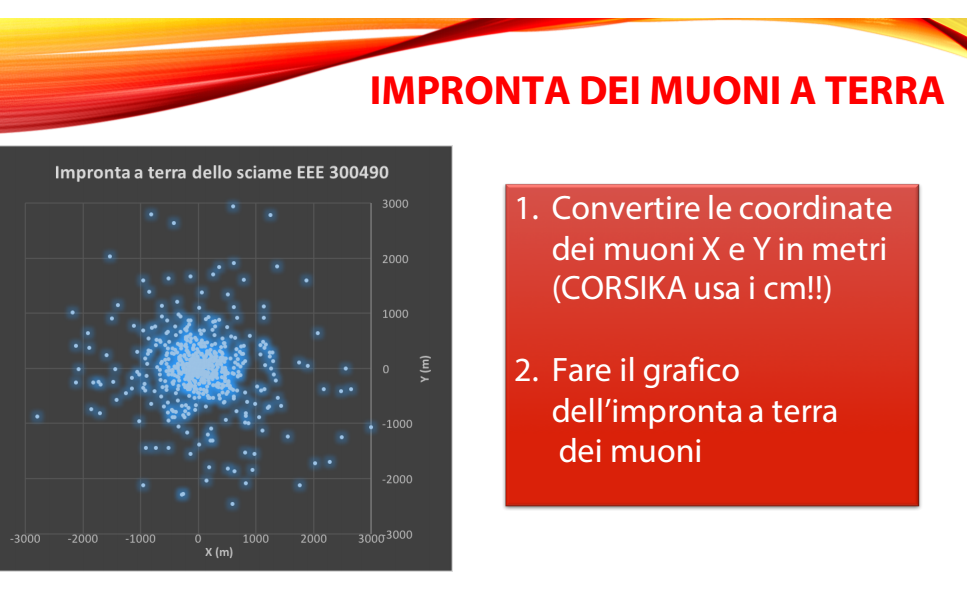 IMPRONTA DEI MUONI A TERRA
Impronta a terra dello sciame EEE 300490
3000
2000
1000
0
-1000
-2000
-3000
Y (m)
-3000 -2000 -1000 0 1000 2000 3000
X (m)
1. Convertire le coordinate
dei muoni X e Y in metri
(CORSIKA usa i cm!!)
2. Fare il grafico
dell'impronta a terra
dei muoni